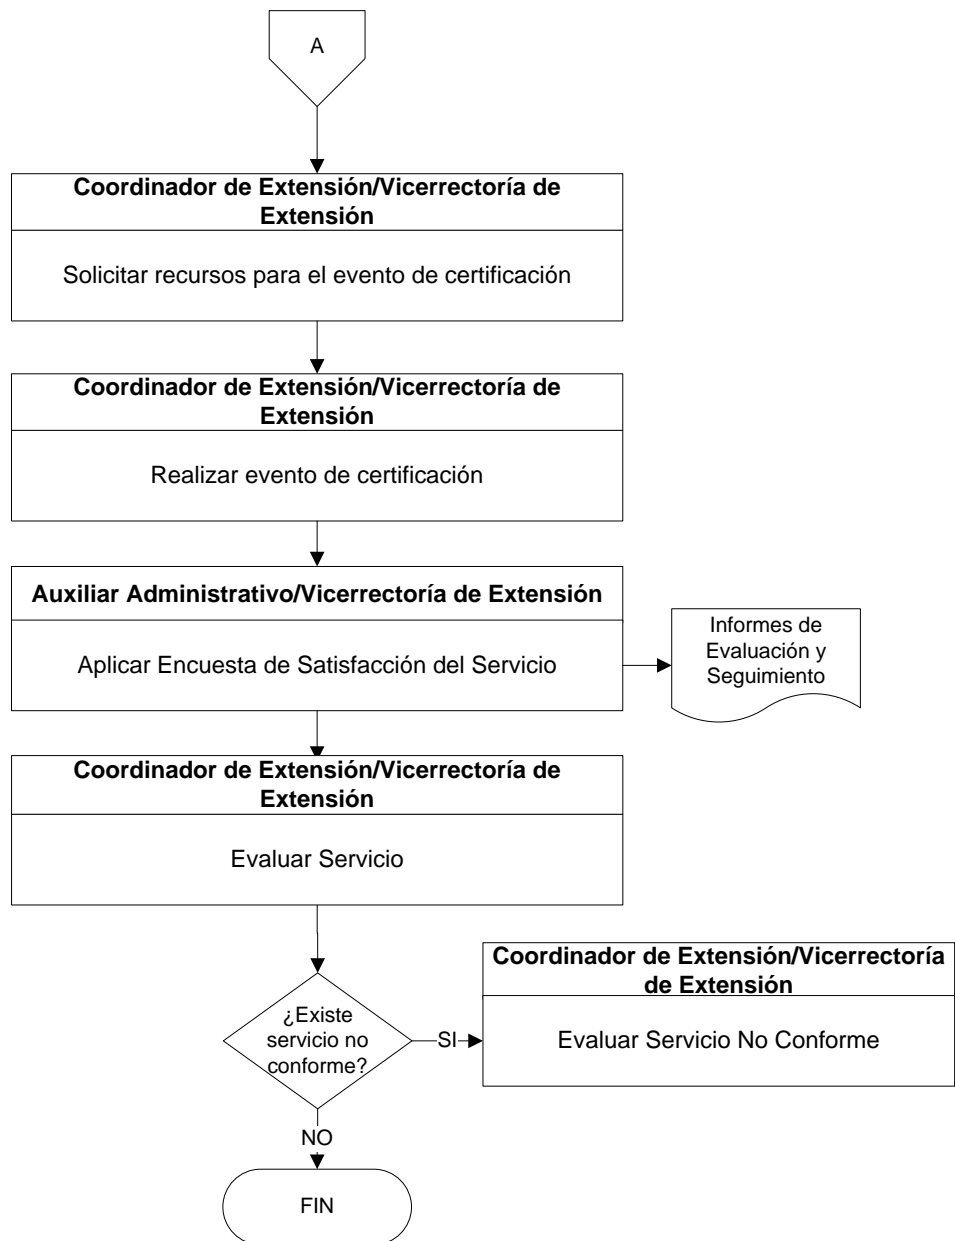 A
Coordinador de Extensión/Vicerrectoría de
Extensión
Solicitar recursos para el evento de certificación
Coordinador de Extensión/Vicerrectoría de
Extensión
Realizar evento de certificación
Auxiliar Administrativo/Vicerrectoría de Extensión
Aplicar Encuesta de Satisfacción del Servicio
Informes de
Evaluación y
Seguimiento
Coordinador de Extensión/Vicerrectoría de
Extensión
Evaluar Servicio
¿Existe
servicio no
conforme?
SI
Coordinador de Extensión/Vicerrectoría
de Extensión
Evaluar Servicio No Conforme
NO
FIN